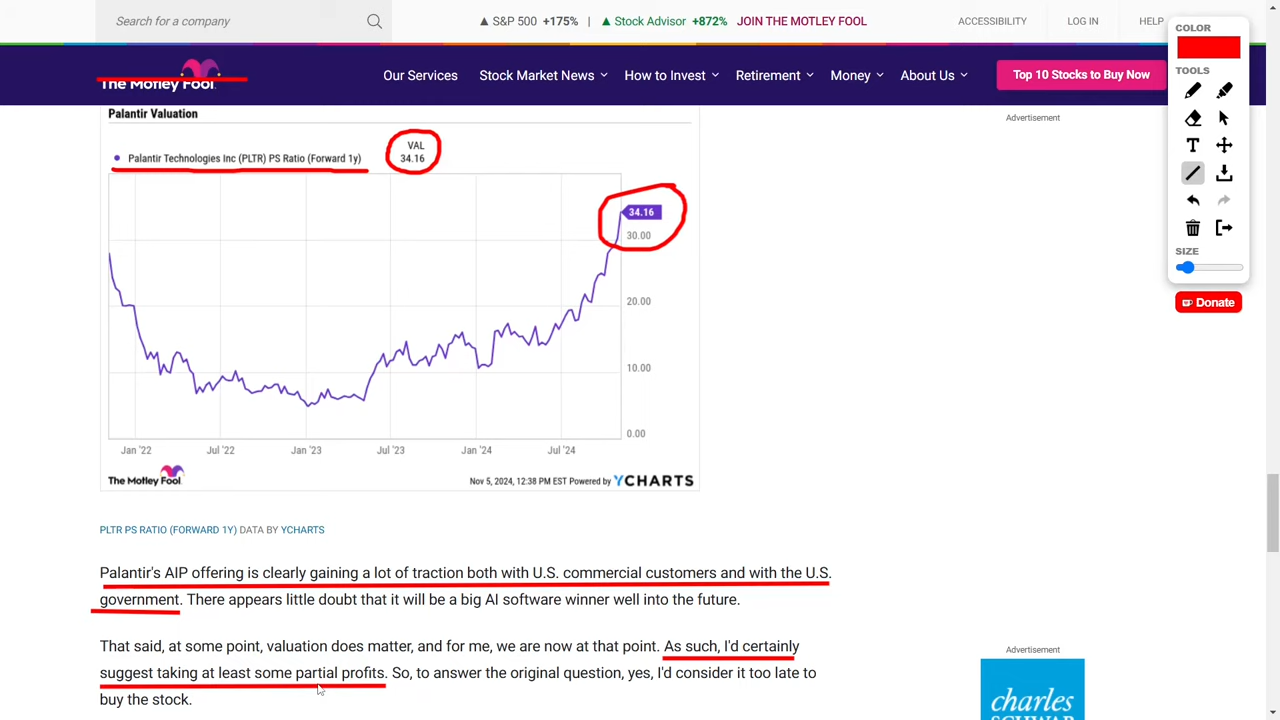 Search for a company
▲ S&P 500 +175% | ▲ Stock Advisor +872% JOIN THE MOTLEY FOOL
ACCESSIBILITY LOG IN HELP
COLOR
TOOLS
T
SIZE
Donate
The Motley Fool
Our Services Stock Market News How to Invest Retirement Money About Us
Top 10 Stocks to Buy Now
Palantir Valuation
Advertisement
VAL
Palantir Technologies Inc (PLTR) PS Ratio (Forward 1y) 34.16
34.16
30.00
20.00
10.00
0.00
Jan '22 Jul '22 Jan '23 Jul '23 Jan '24 Jul '24
The Motley Fool Nov 5, 2024, 12:38 PM EST Powered by YCHARTS
PLTR PS RATIO (FORWARD 1Y) DATA BY YCHARTS
Palantir's AIP offering is clearly gaining a lot of traction both with U.S. commercial customers and with the U.S.
government. There appears little doubt that it will be a big AI software winner well into the future.
That said, at some point, valuation does matter, and for me, we are now at that point. As such, I'd certainly
suggest taking at least some partial profits. So, to answer the original question, yes, I'd consider it too late to
buy the stock.
Advertisement
charles